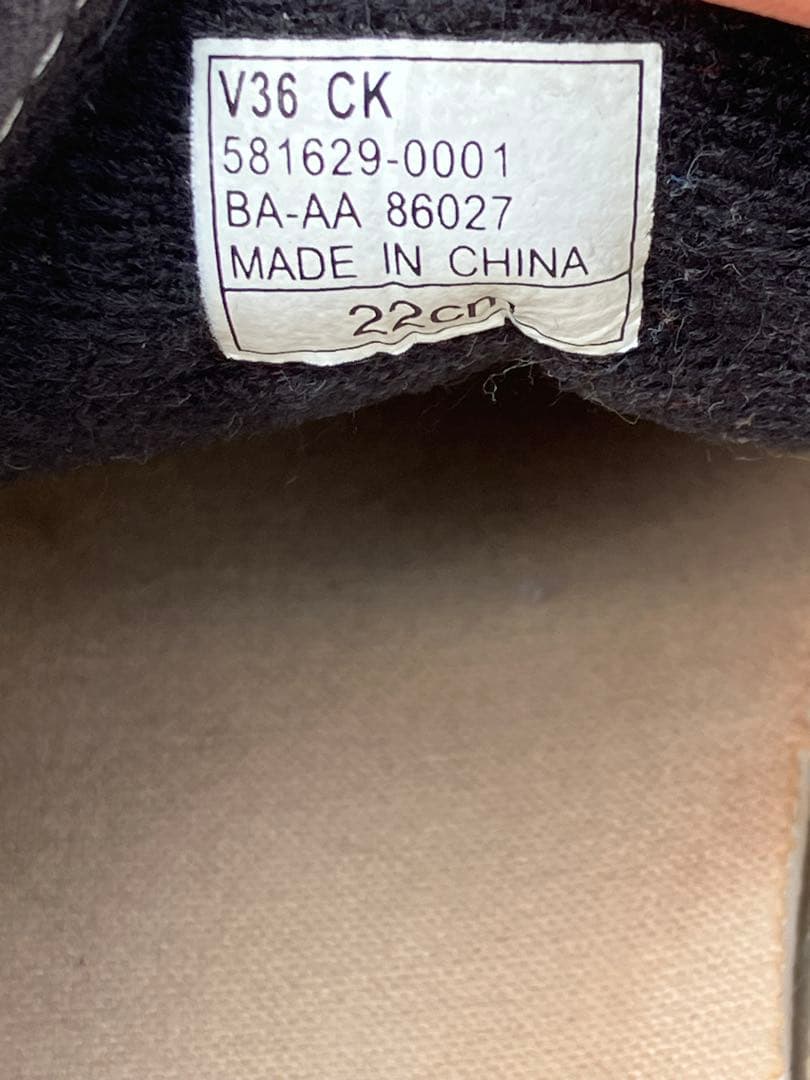 V36 CK
581629-0001
BA-AA 86027
MADE IN CHINA
22cm